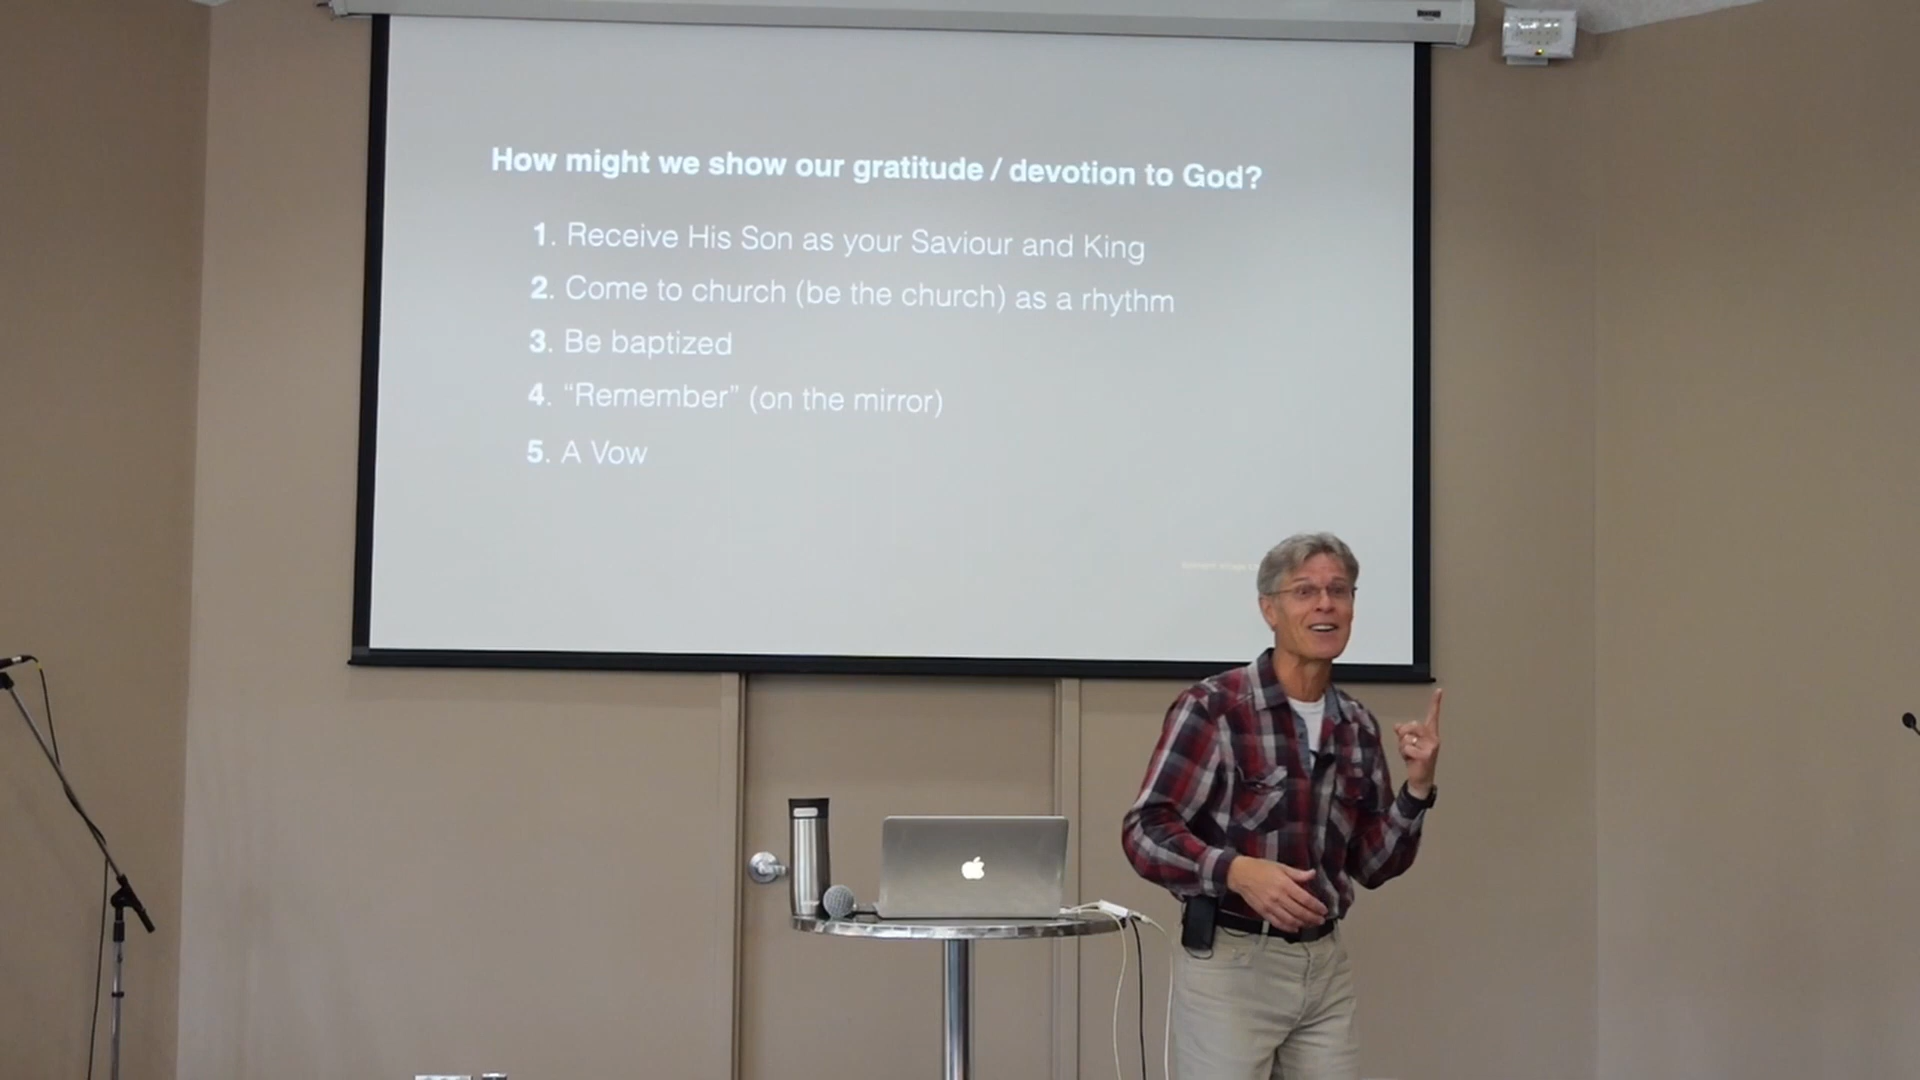 How might we show our gratitude / devotion to God?
1. Receive His Son as your Saviour and King
2. Come to church (be the church) as a rhythm
3. Be baptized
4. “Remember” (on the mirror)
5. A Vow